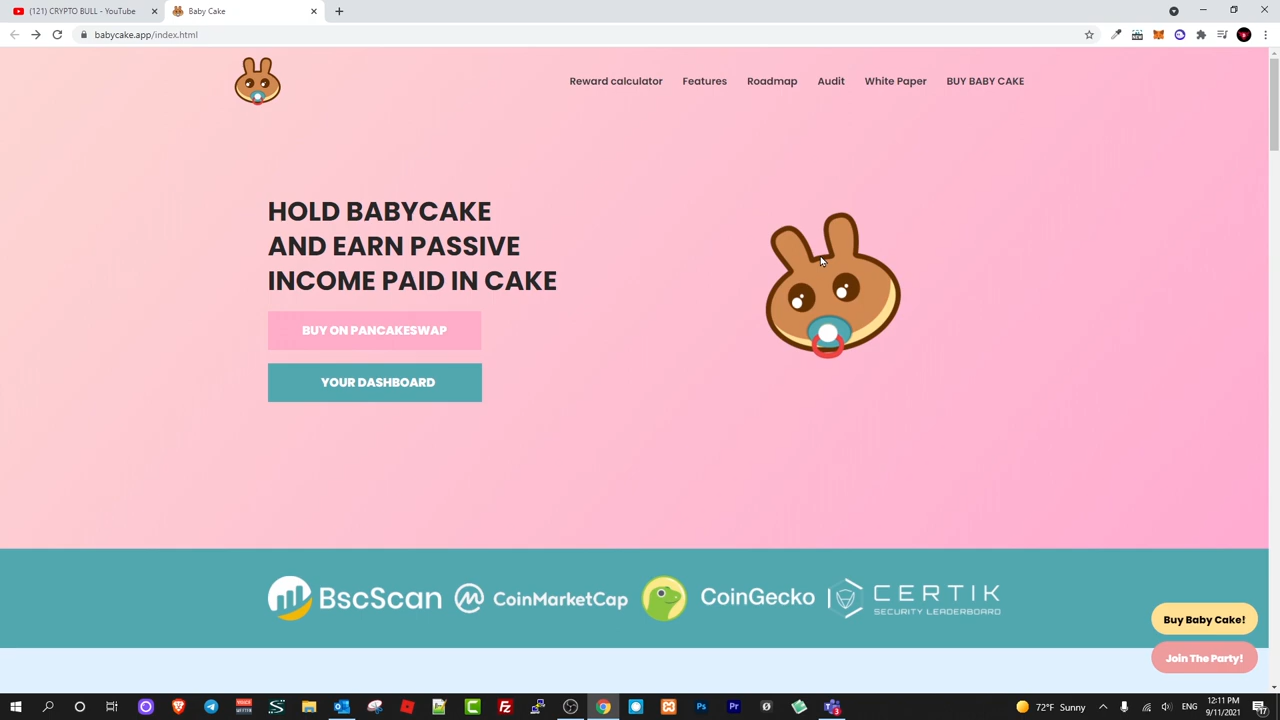 (121) CRYPTO BULL - YouTube
Baby Cake
babycake.app/index.html
Reward calculator
Features
Roadmap
Audit
White Paper
BUY BABY CAKE
HOLD BABYCAKE
AND EARN PASSIVE
INCOME PAID IN CAKE
BUY ON PANCAKESWAP
YOUR DASHBOARD
BscScan
CoinMarketCap
CoinGecko
CERTIK
SECURITY LEADERBOARD
Buy Baby Cake!
Join The Party!
72°F Sunny
ENG
12:11 PM
9/11/2021
17